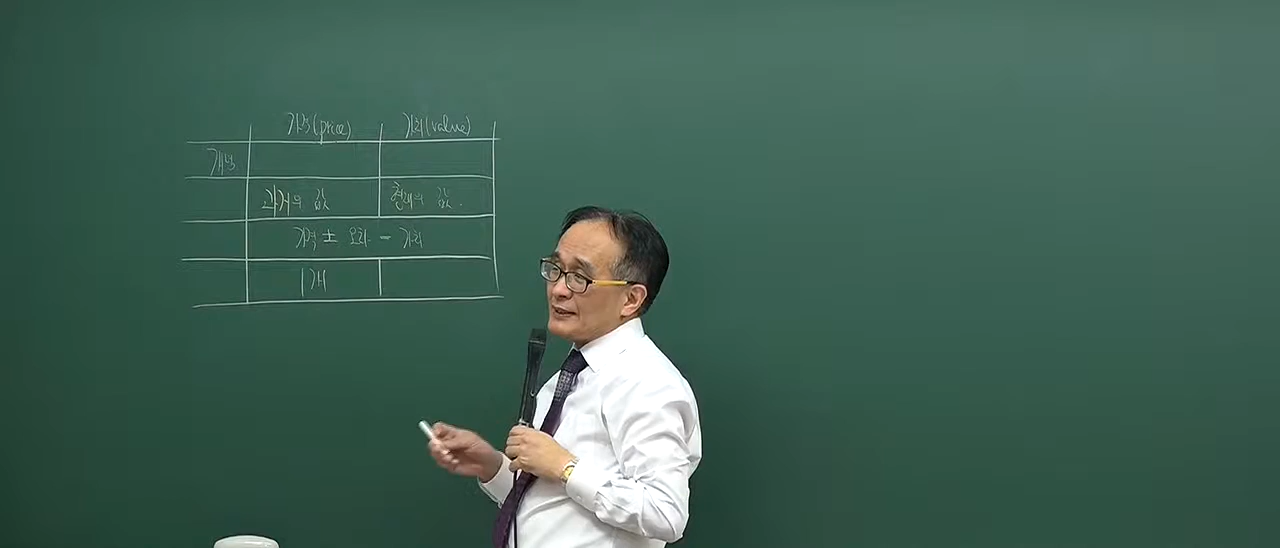 가격(price) 가치(value)
개념
과거의 값 현재의 값.
가격 ± 오차 = 가치
1개